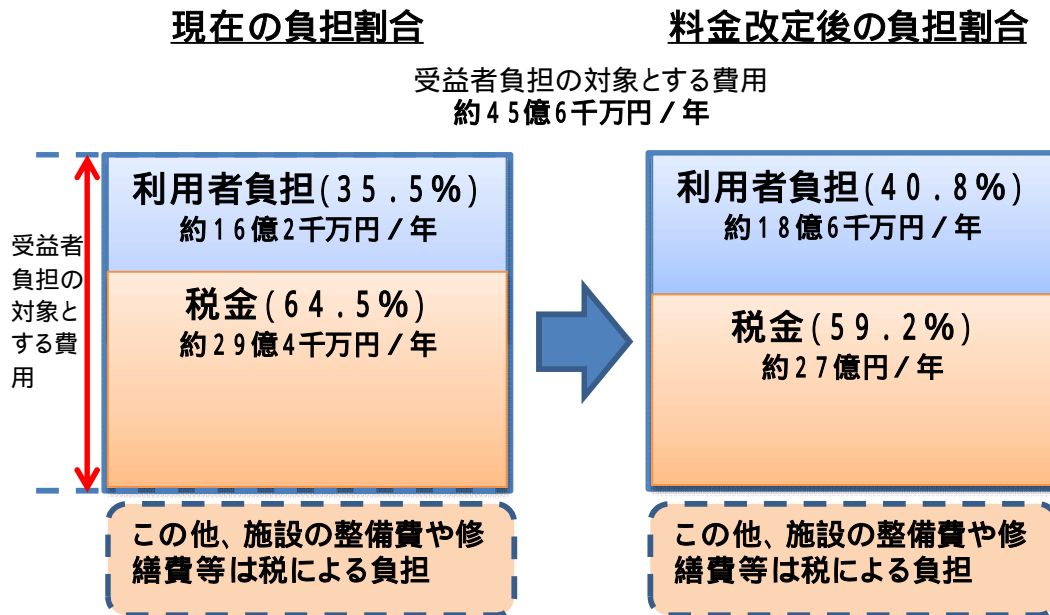 現在の負担割合
料金改定後の負担割合
受益者負担の対象とする費用
約45億6千万円/年
受益者
負担の
対象と
する費
用
利用者負担(35.5%)
約16億2千万円/年
税金(64.5%)
約29億4千万円/年
この他、施設の整備費や修
繕費等は税による負担
利用者負担(40.8%)
約18億6千万円/年
税金(59.2%)
約27億円/年
この他、施設の整備費や修
繕費等は税による負担